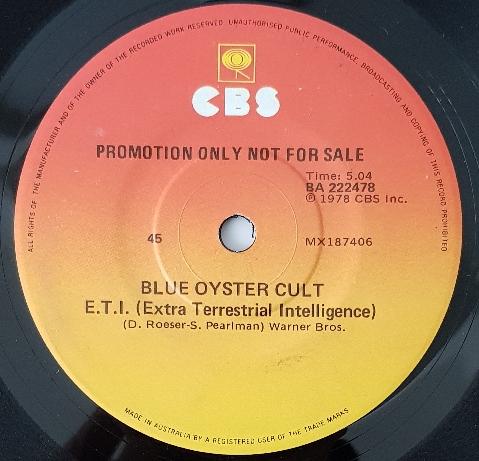 ALL RIGHTS OF THE MANUFACTURER AND OF THE OWNER OF THE RECORDED WORK RESERVED. UNAUTHORISED PUBLIC PERFORMANCE, BROADCASTING AND COPYING OF THIS RECORD PROHIBITED
CBS
PROMOTION ONLY NOT FOR SALE
Time: 5.04
BA 222478
℗ 1978 CBS Inc.
45
MX187406
BLUE OYSTER CULT
E.T.I. (Extra Terrestrial Intelligence)
(D. Roeser-S. Pearlman) Warner Bros.
MADE IN AUSTRALIA BY A REGISTERED USER OF THE TRADE MARKS